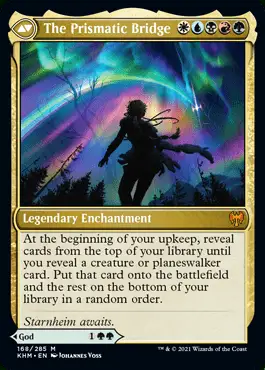 The Prismatic Bridge
Legendary Enchantment
At the beginning of your upkeep, reveal
cards from the top of your library until
you reveal a creature or planeswalker
card. Put that card onto the battlefield
and the rest on the bottom of your
library in a random order.
Starnheim awaits.
God 1
168/285 M
KHM • EN Johannes Voss
™ & © 2021 Wizards of the Coast